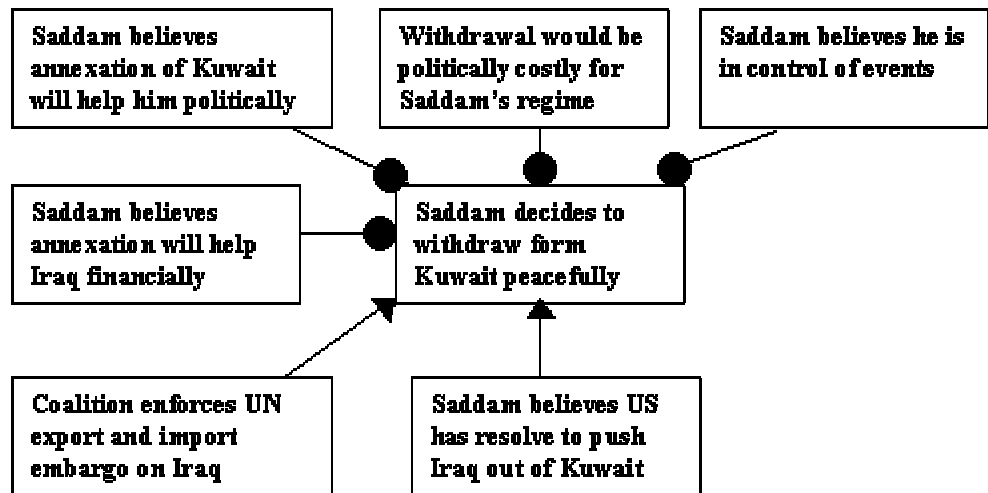 Saddam believes
annexation of Kuwait
will help him politically
Withdrawal would be
politically costly for
Saddam's regime
Saddam believes he is
in control of events
Saddam believes
annexation will help
Iraq financially
Saddam decides to
withdraw form
Kuwait peacefully
Coalition enforces UN
export and import
embargo on Iraq
Saddam believes US
has resolve to push
Iraq out of Kuwait